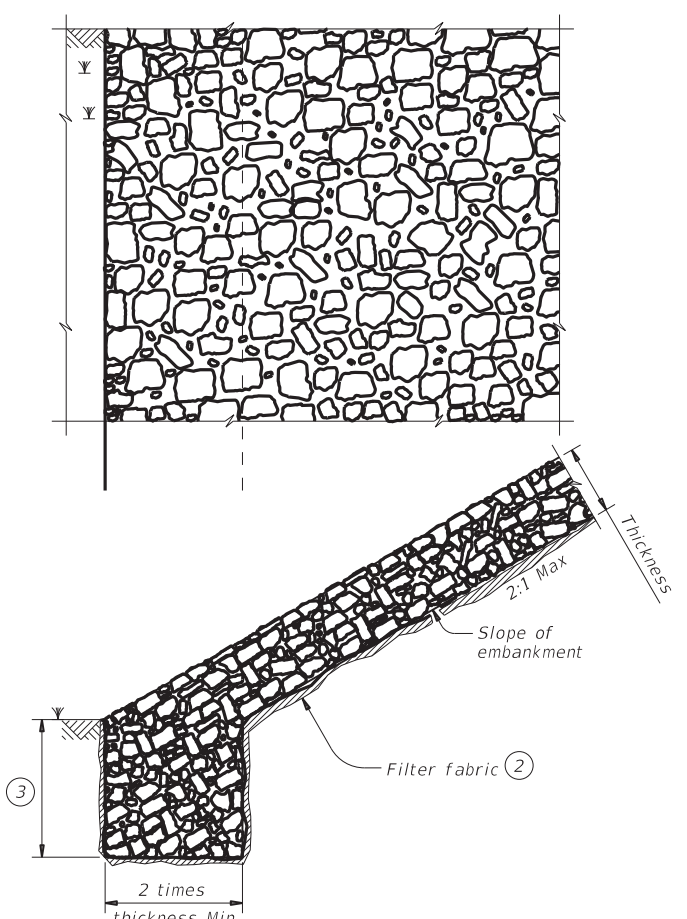 Thickness
2:1 Max
Slope of
embankment
Filter fabric 2
3
2 times
thickness Min